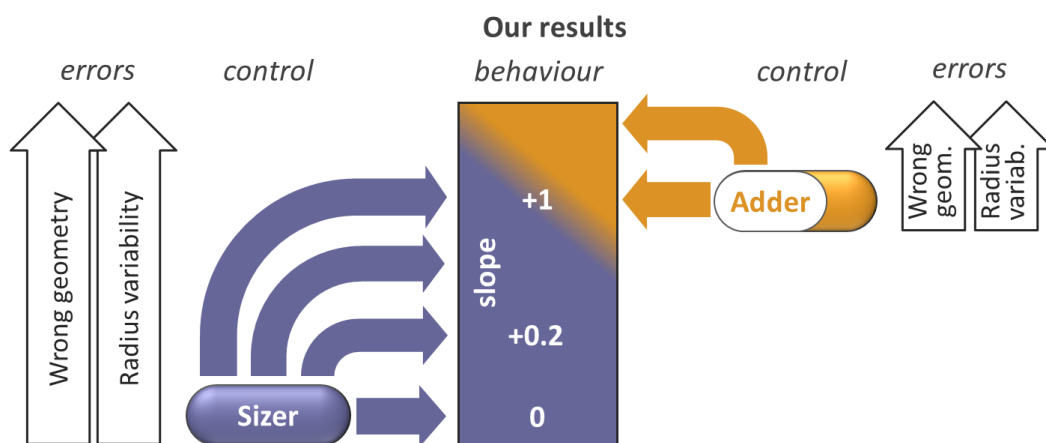 Our results
errors
control
behaviour
control
errors
Wrong geometry
Radius variability
slope
+1
+0.2
0
Sizer
Adder
Wrong
geom.
Radius
variab.